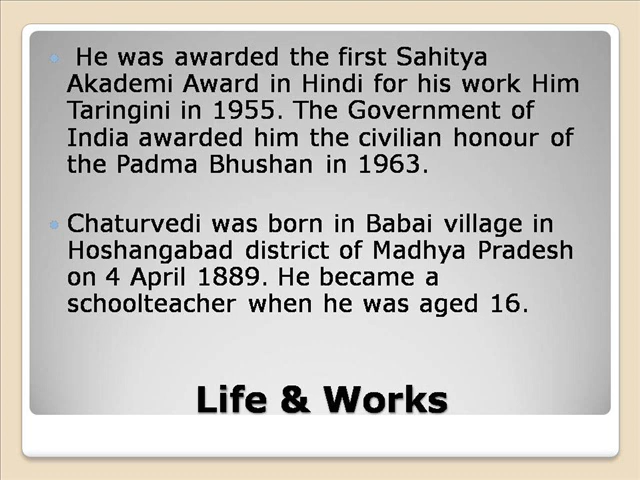 He was awarded the first Sahitya
Akademi Award in Hindi for his work Him
Taringini in 1955. The Government of
India awarded him the civilian honour of
the Padma Bhushan in 1963.
Chaturvedi was born in Babai village in
Hoshangabad district of Madhya Pradesh
on 4 April 1889. He became a
schoolteacher when he was aged 16.
Life & Works